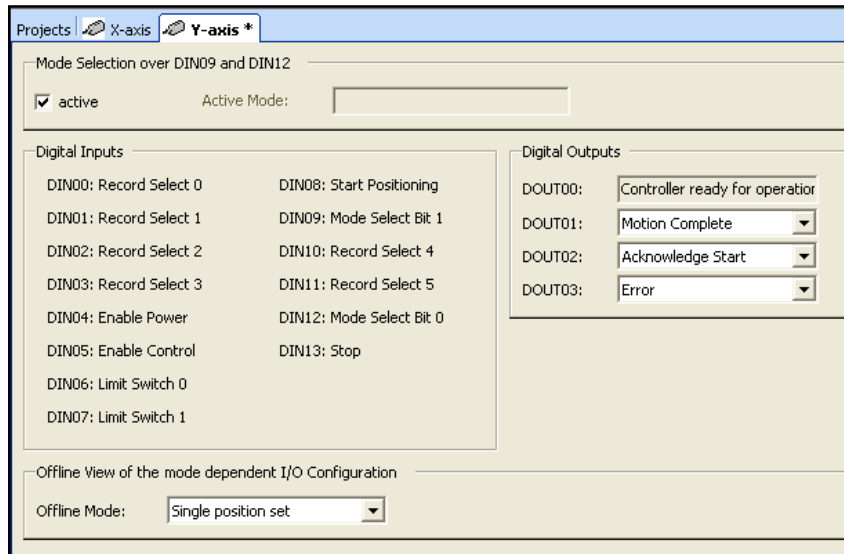 Projects X-axis Y-axis *
Mode Selection over DIN09 and DIN12
active Active Mode:
Digital Inputs
DIN00: Record Select 0 DIN08: Start Positioning
DIN01: Record Select 1 DIN09: Mode Select Bit 1
DIN02: Record Select 2 DIN10: Record Select 4
DIN03: Record Select 3 DIN11: Record Select 5
DIN04: Enable Power DIN12: Mode Select Bit 0
DIN05: Enable Control DIN13: Stop
DIN06: Limit Switch 0
DIN07: Limit Switch 1
Digital Outputs
DOUT00: Controller ready for operation
DOUT01: Motion Complete
DOUT02: Acknowledge Start
DOUT03: Error
Offline View of the mode dependent I/O Configuration
Offline Mode: Single position set